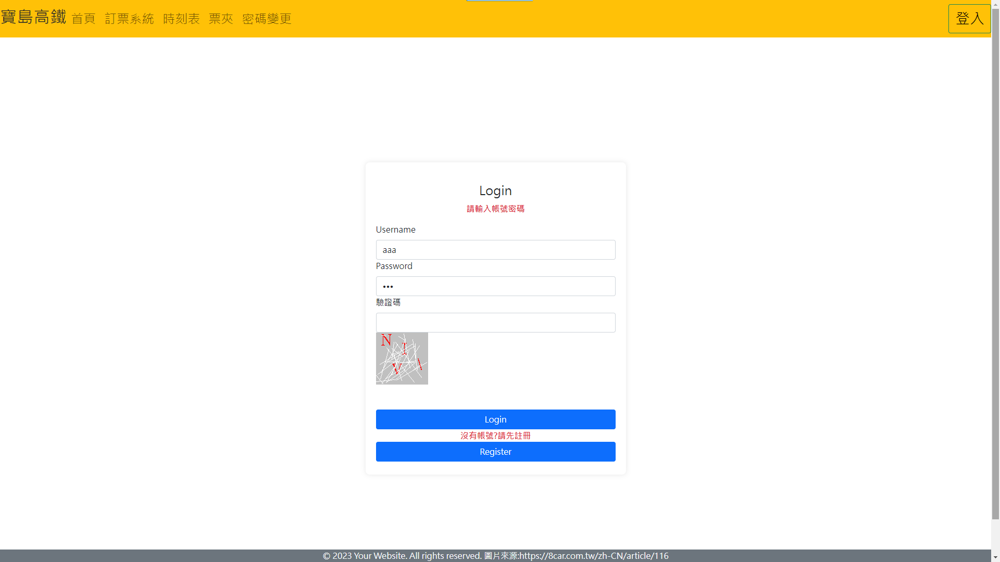 寶島高鐵 首頁 訂票系統 時刻表 票夾 密碼變更 登入
Login
請輸入帳號密碼
Username
aaa
Password
•••
驗證碼
N
I
V
Login
沒有帳號?請先註冊
Register
© 2023 Your Website. All rights reserved. 圖片來源:https://8car.com.tw/zh-CN/article/116